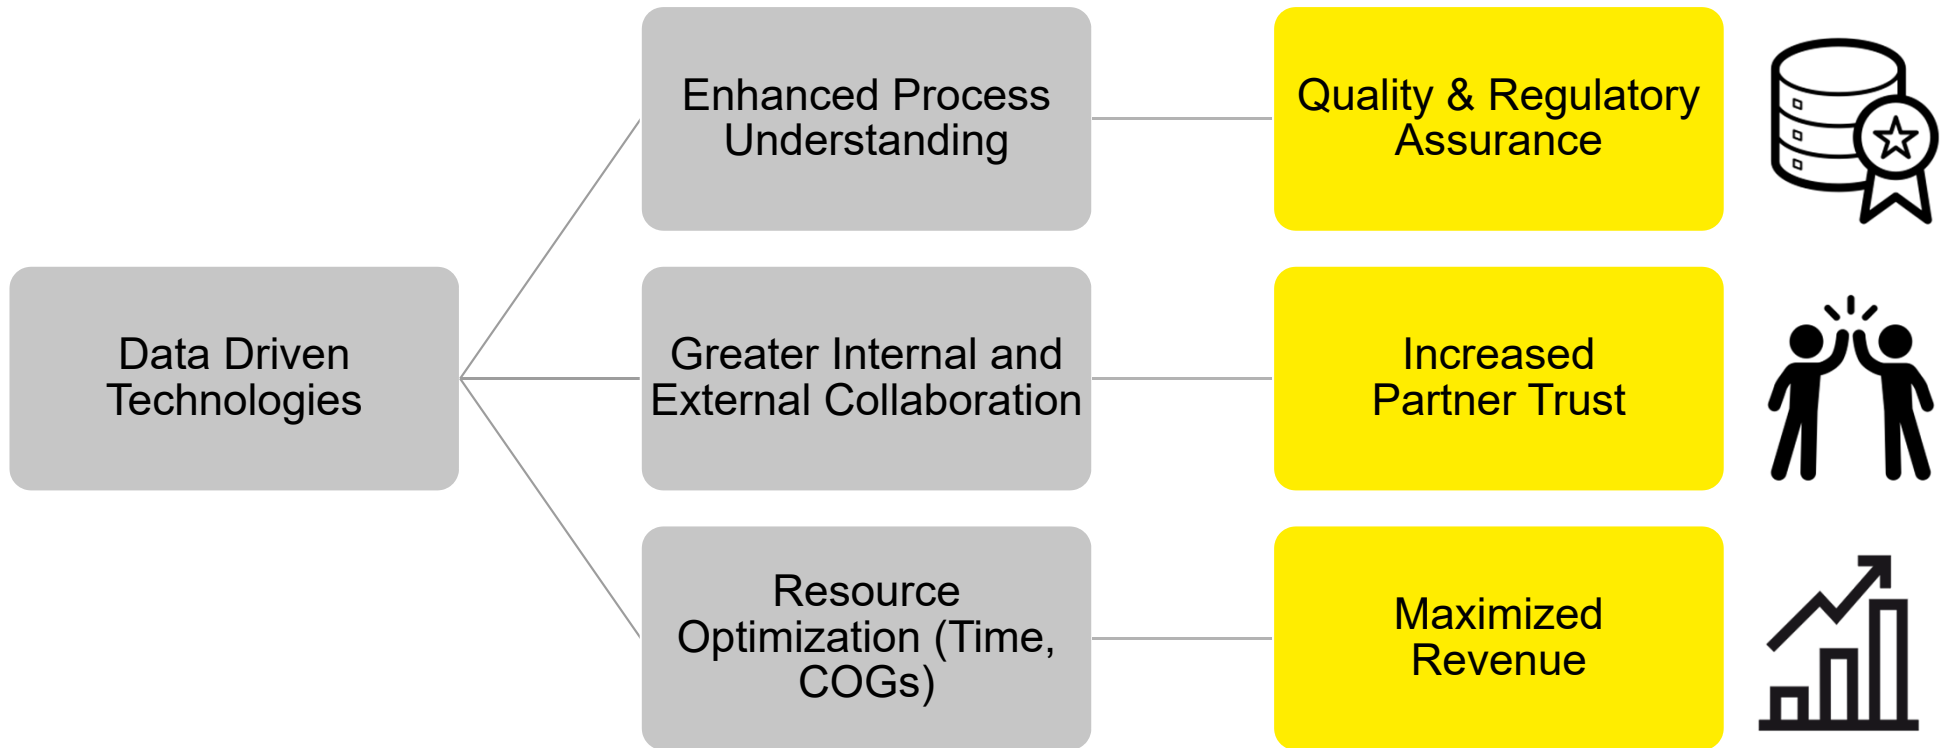 Data Driven
Technologies
Enhanced Process
Understanding
Quality & Regulatory
Assurance
Greater Internal and
External Collaboration
Increased
Partner Trust
Resource
Optimization (Time,
COGs)
Maximized
Revenue